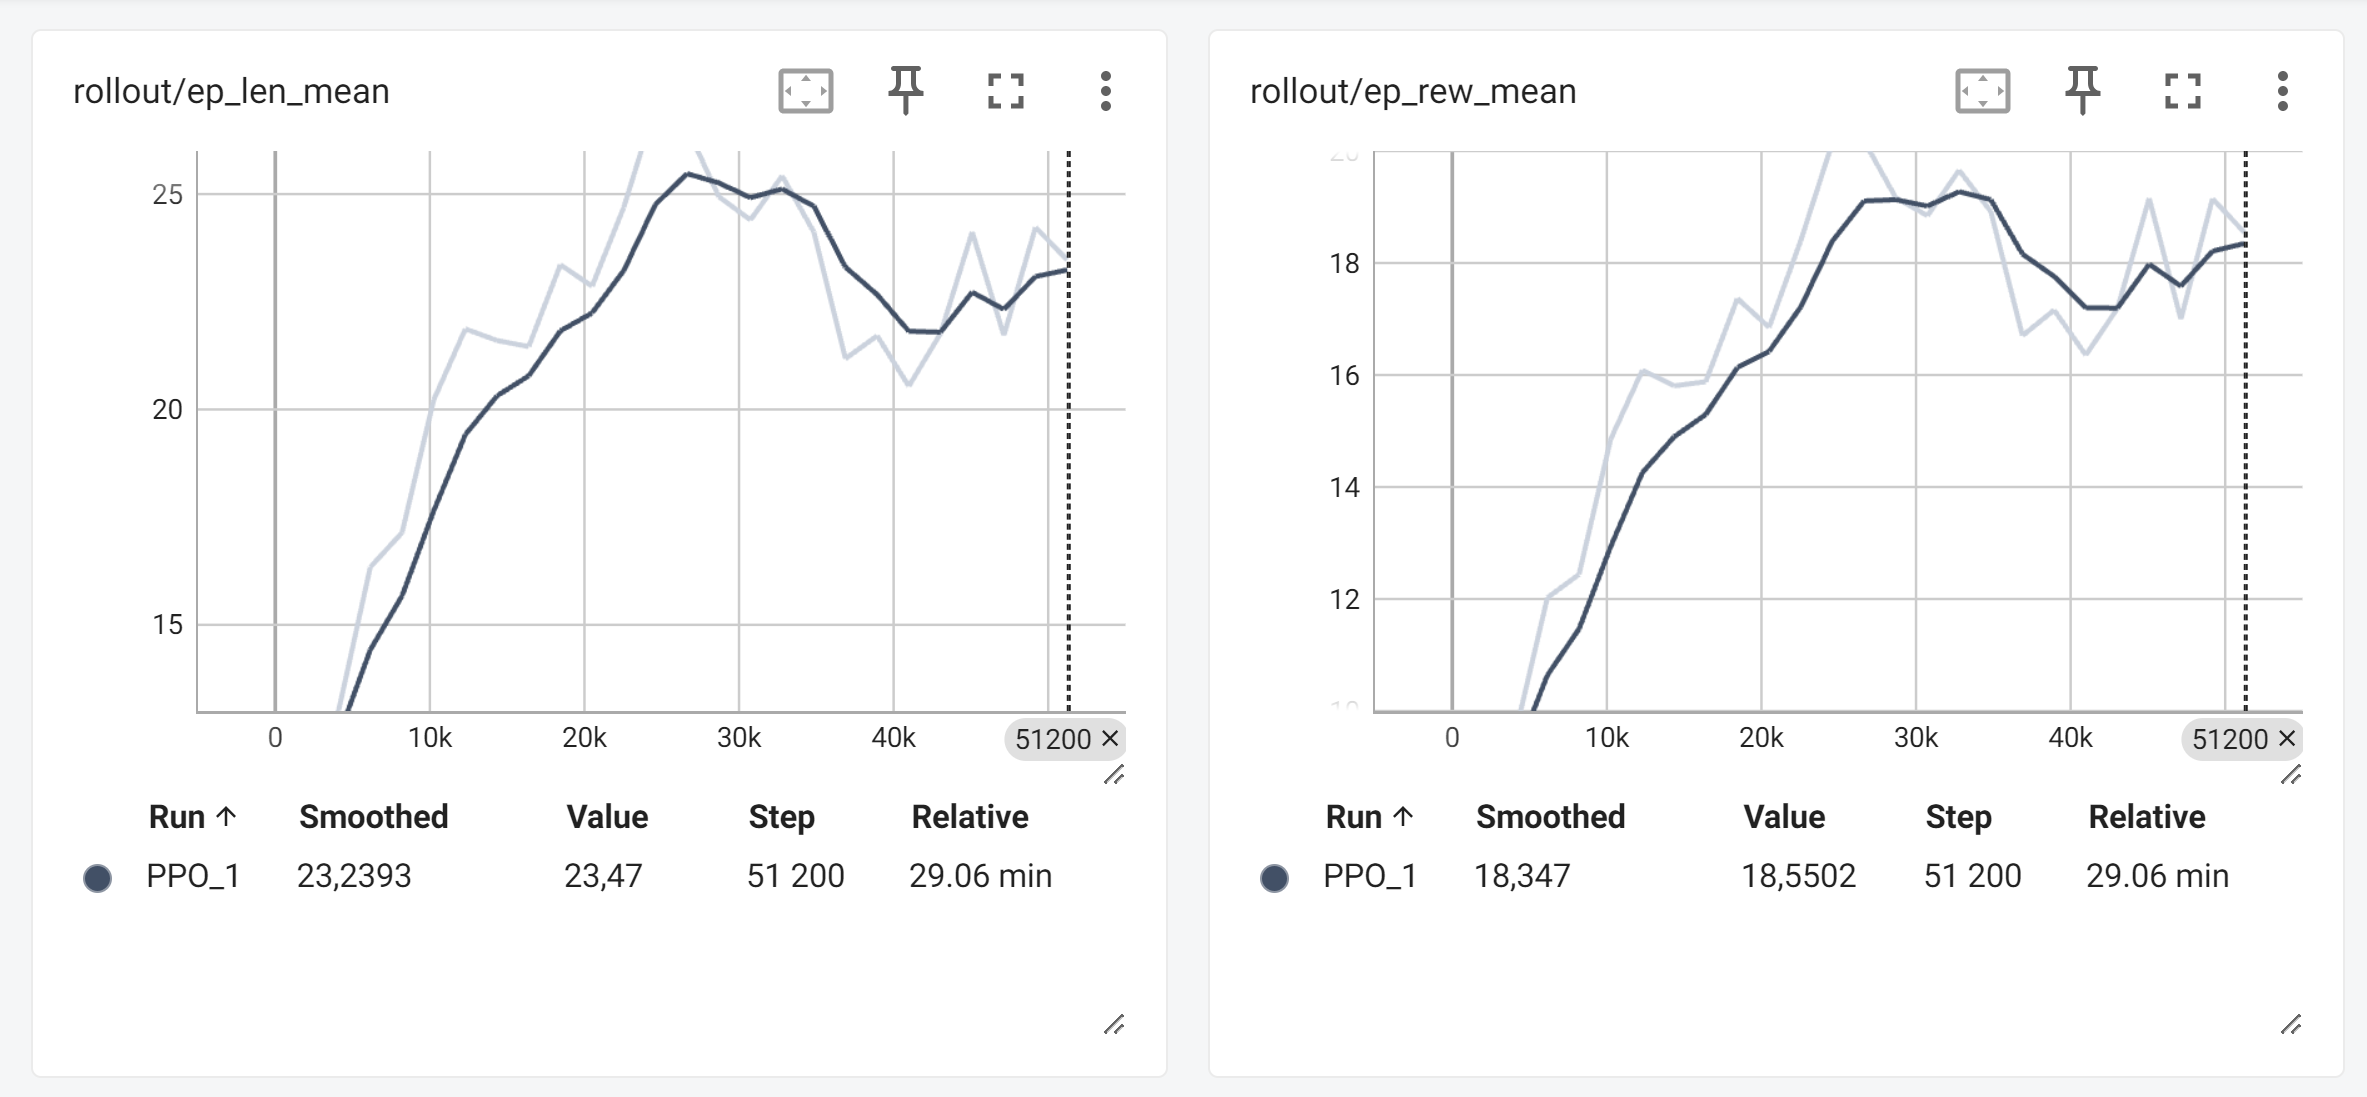 rollout/ep_len_mean
25
20
15
0 10k 20k 30k 40k 51200
Run Smoothed Value Step Relative
PPO_1 23,2393 23,47 51 200 29.06 min
rollout/ep_rew_mean
20
18
16
14
12
10
0 10k 20k 30k 40k 51200
Run Smoothed Value Step Relative
PPO_1 18,347 18,5502 51 200 29.06 min